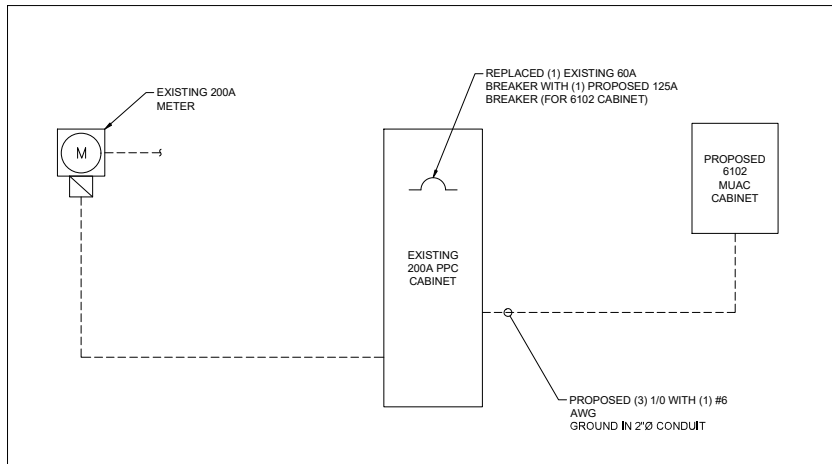 EXISTING 200A
METER
M
REPLACED (1) EXISTING 60A
BREAKER WITH (1) PROPOSED 125A
BREAKER (FOR 6102 CABINET)
EXISTING
200A PPC
CABINET
PROPOSED
6102
MUAC
CABINET
PROPOSED (3) 1/0 WITH (1) #6
AWG
GROUND IN 2"Ø CONDUIT